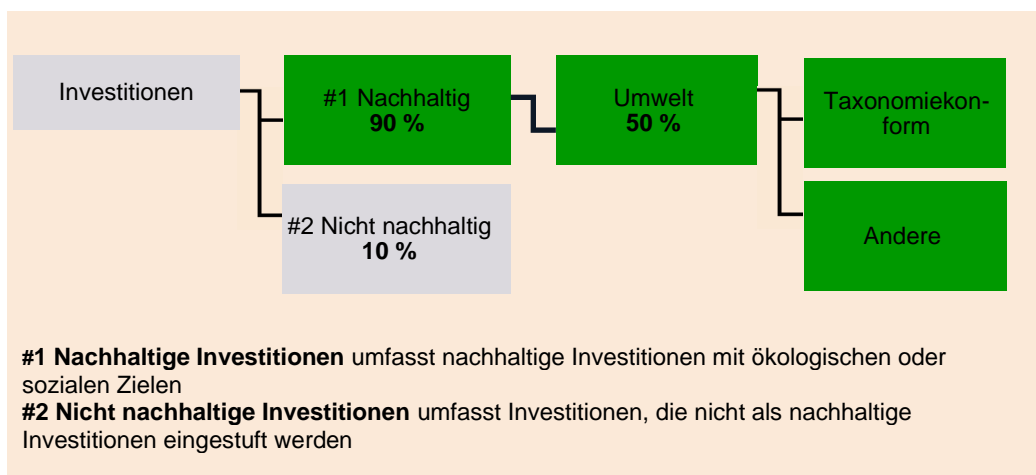 Investitionen
#1 Nachhaltig
90 %
Umwelt
50 %
Taxonomiekon-
form
#2 Nicht nachhaltig
10 %
Andere
#1 Nachhaltige Investitionen umfasst nachhaltige Investitionen mit ökologischen oder
sozialen Zielen
#2 Nicht nachhaltige Investitionen umfasst Investitionen, die nicht als nachhaltige
Investitionen eingestuft werden